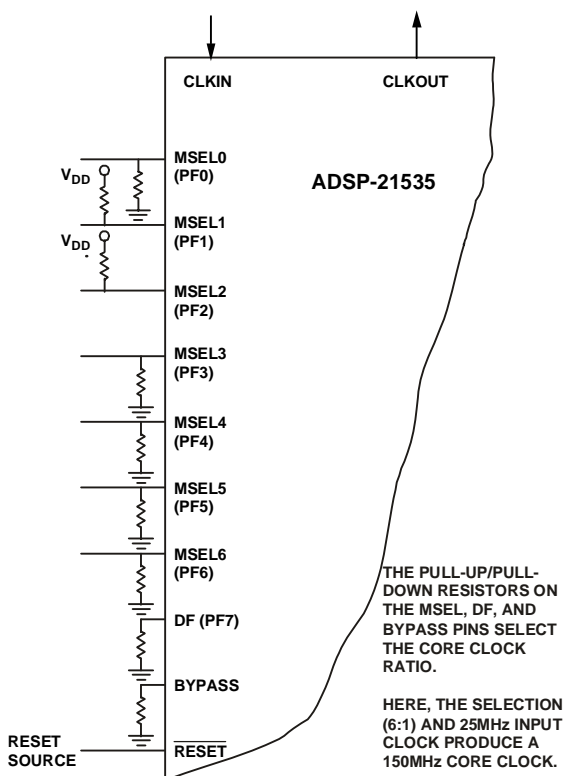 CLKIN
CLKOUT
MSEL0
(PF0)
VDD
ADSP-21535
MSEL1
(PF1)
VDD
MSEL2
(PF2)
MSEL3
(PF3)
MSEL4
(PF4)
MSEL5
(PF5)
MSEL6
(PF6)
THE PULL-UP/PULL-
DOWN RESISTORS ON
THE MSEL, DF, AND
BYPASS PINS SELECT
THE CORE CLOCK
RATIO.
DF (PF7)
BYPASS
HERE, THE SELECTION
(6:1) AND 25MHz INPUT
CLOCK PRODUCE A
150MHz CORE CLOCK.
RESET
SOURCE
RESET